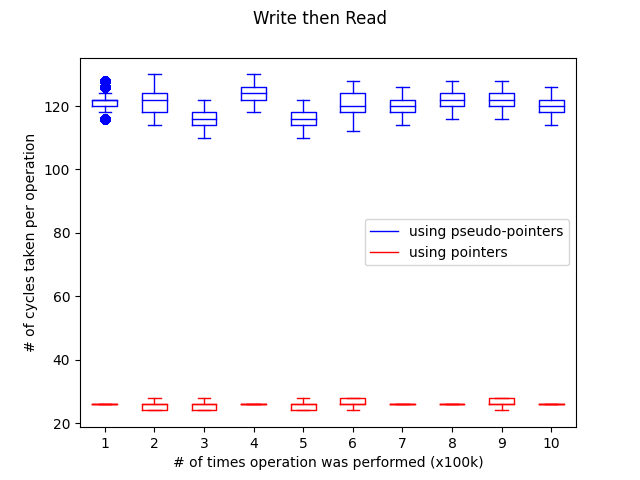 Write then Read
# of cycles taken per operation
120
100
80
60
40
20
using pseudo-pointers
using pointers
1 2 3 4 5 6 7 8 9 10
# of times operation was performed (x100k)